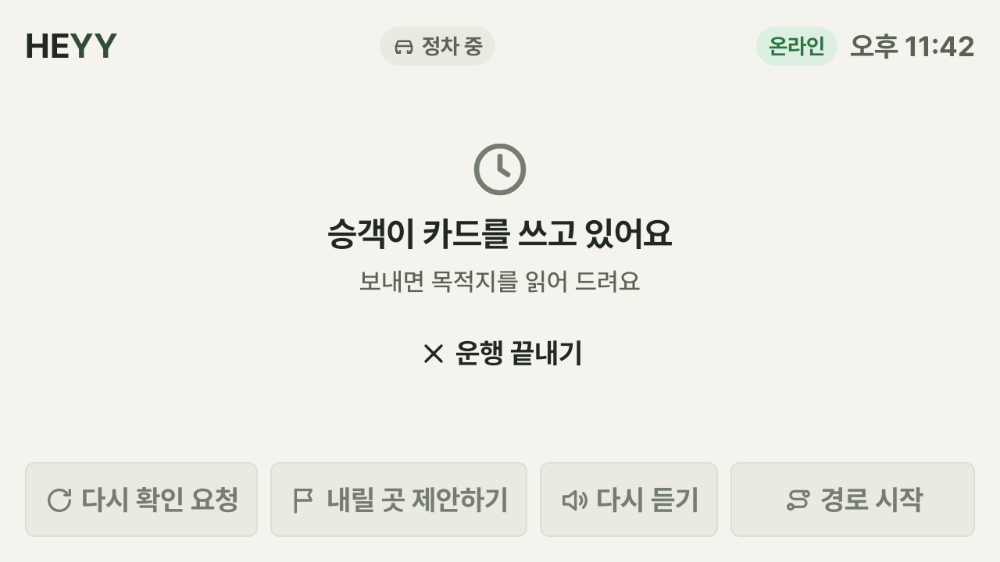 HEYY
정차 중
온라인
오후 11:42
승객이 카드를 쓰고 있어요
보내면 목적지를 읽어 드려요
운행 끝내기
다시 확인 요청
내릴 곳 제안하기
다시 듣기
경로 시작